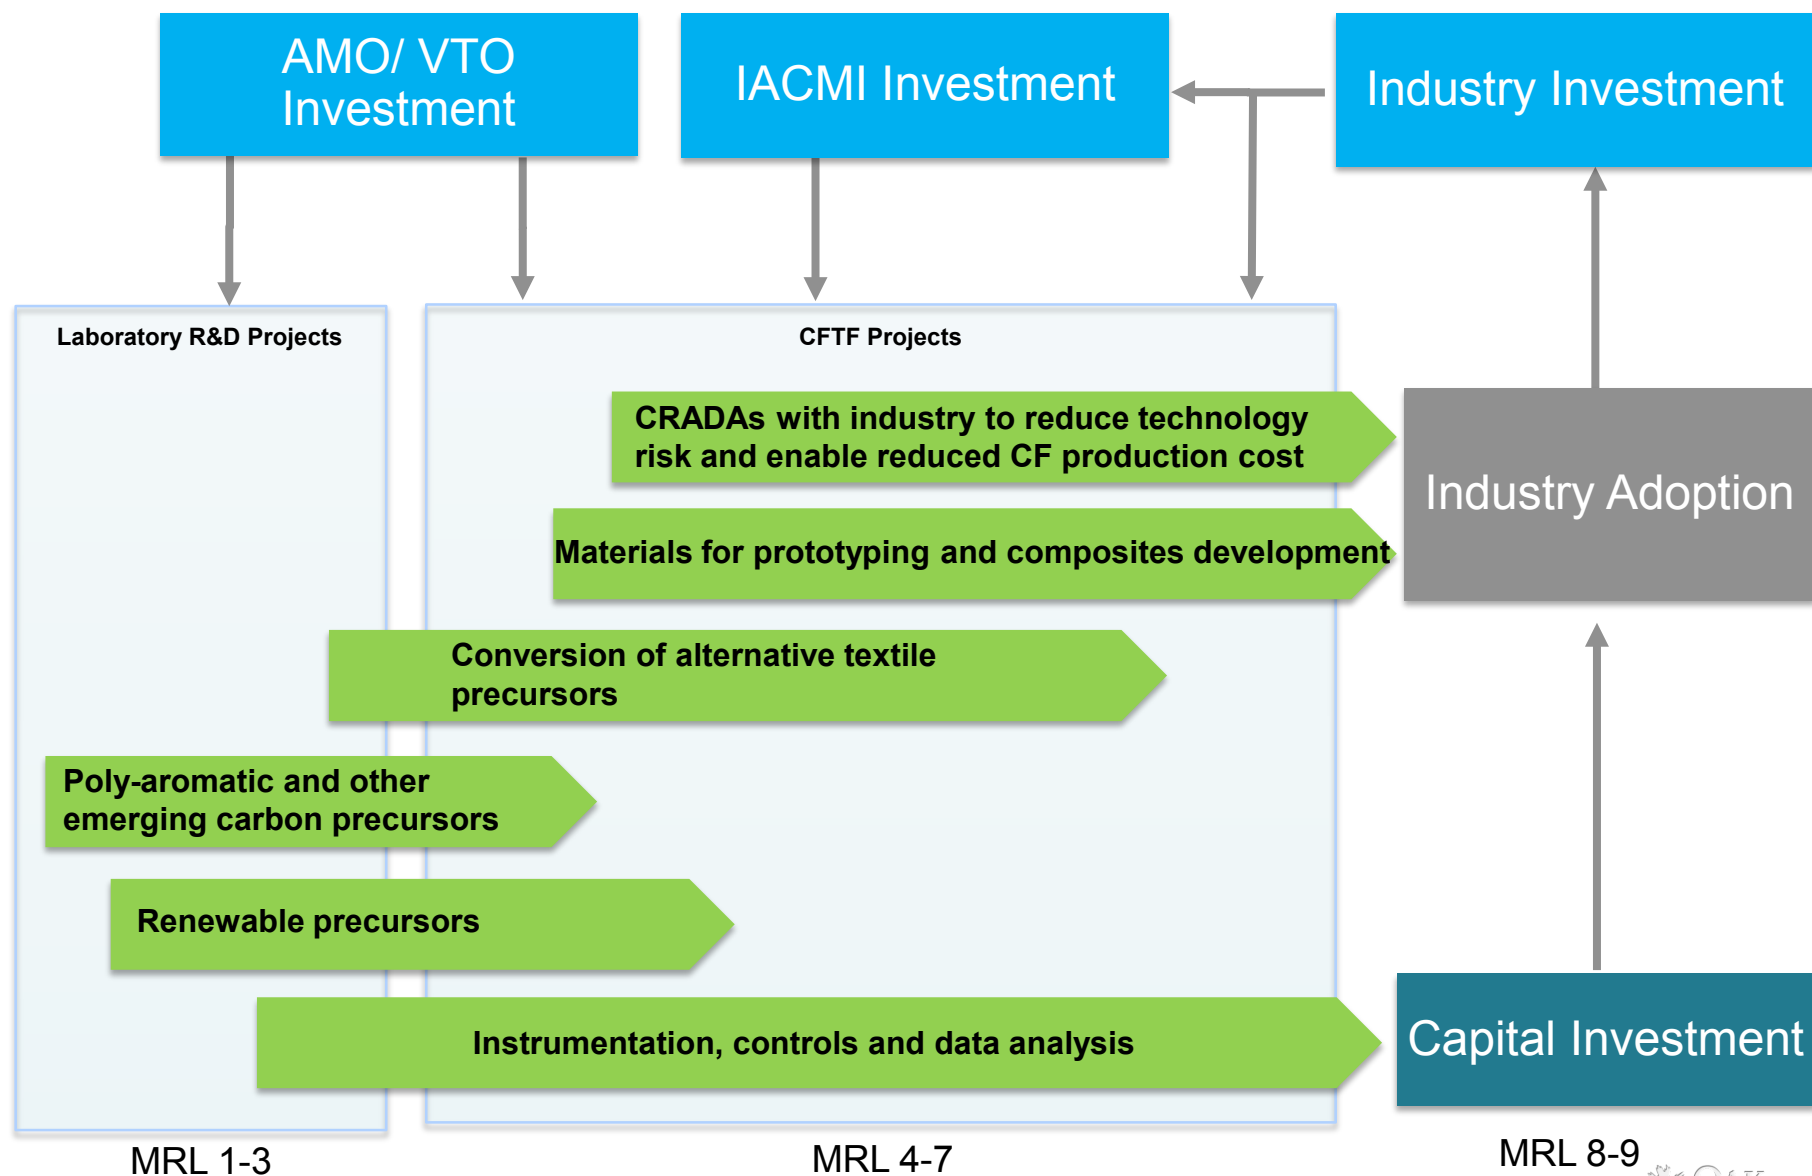 AMO/ VTO
Investment
IACMI Investment
Industry Investment
Laboratory R&D Projects
CFTF Projects
CRADAs with industry to reduce technology
risk and enable reduced CF production cost
Industry Adoption
Materials for prototyping and composites development
Conversion of alternative textile
precursors
Poly-aromatic and other
emerging carbon precursors
Renewable precursors
Instrumentation, controls and data analysis
Capital Investment
MRL 1-3
MRL 4-7
MRL 8-9